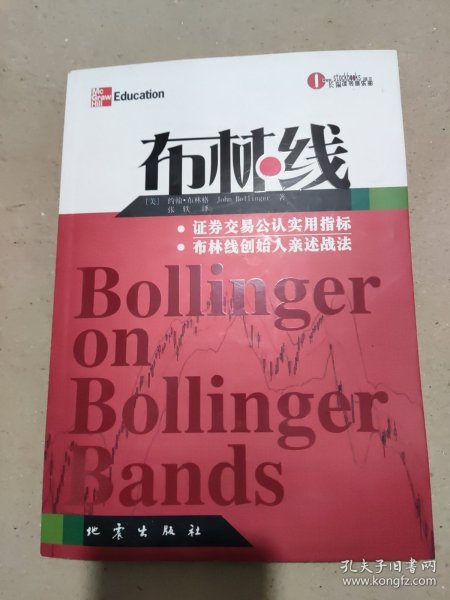 Mc
Graw
Hill
Education
stockbooks
布林线
[美] 约翰·布林格 John Bollinger 著
张轶 译
· 证券交易公认实用指标
· 布林线创始人亲述战法
Bollinger
on
Bollinger
Bands
地震出版社
孔夫子旧书网
www.kongfz.com